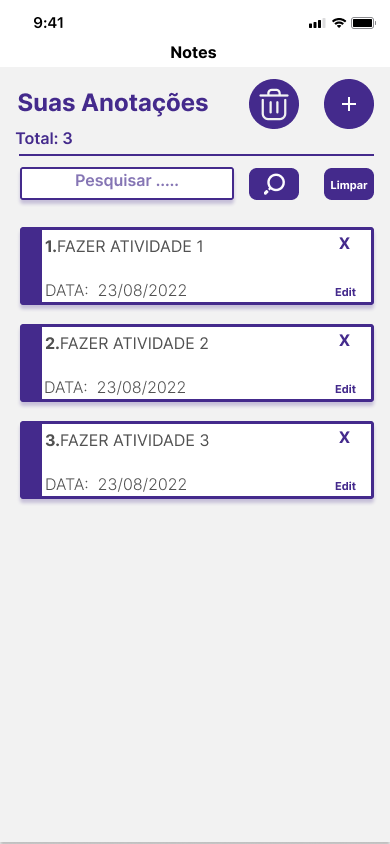 9:41
Notes
Suas Anotações
+
Total: 3
Pesquisar .....
Limpar
1.FAZER ATIVIDADE 1
X
DATA: 23/08/2022
Edit
2.FAZER ATIVIDADE 2
X
DATA: 23/08/2022
Edit
3.FAZER ATIVIDADE 3
X
DATA: 23/08/2022
Edit